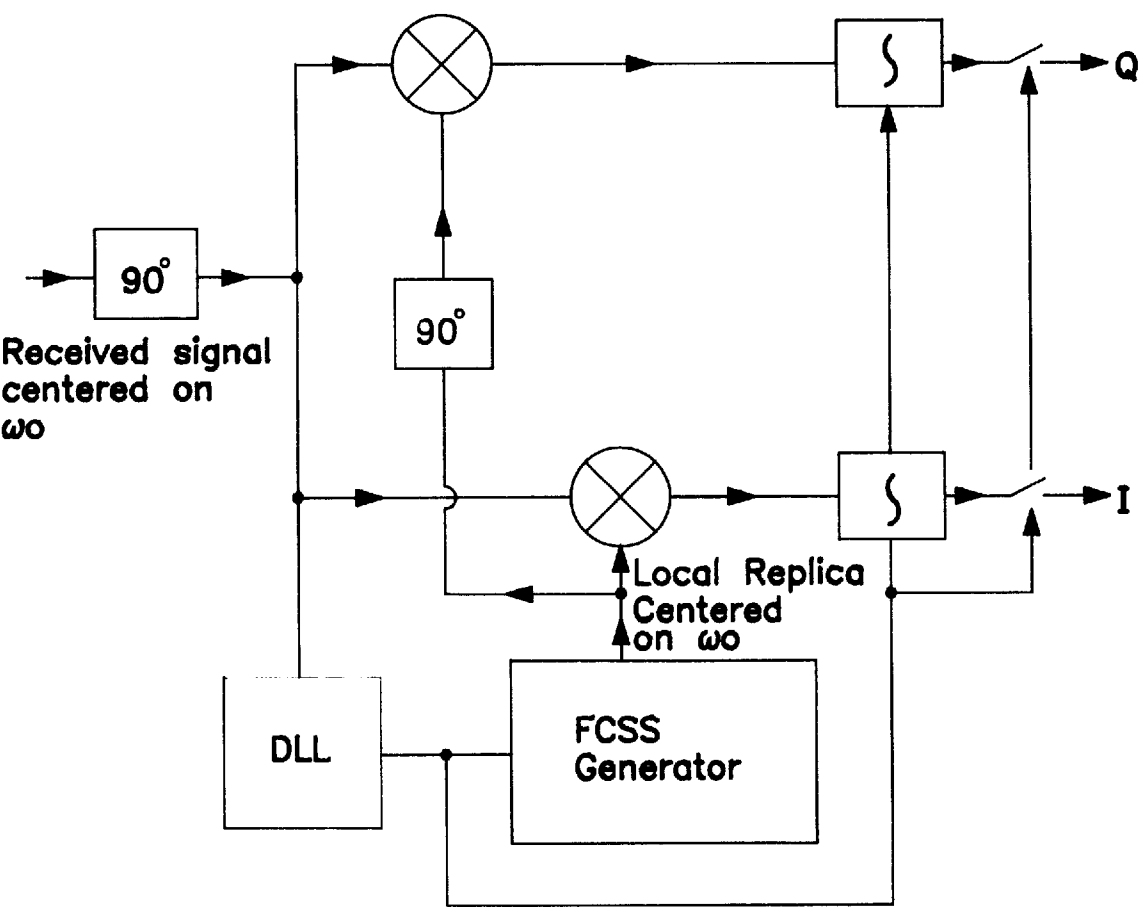 ∫
Q
90°
Received signal
centered on
ωo
90°
∫
I
Local Replica
Centered
on ωo
DLL
FCSS
Generator